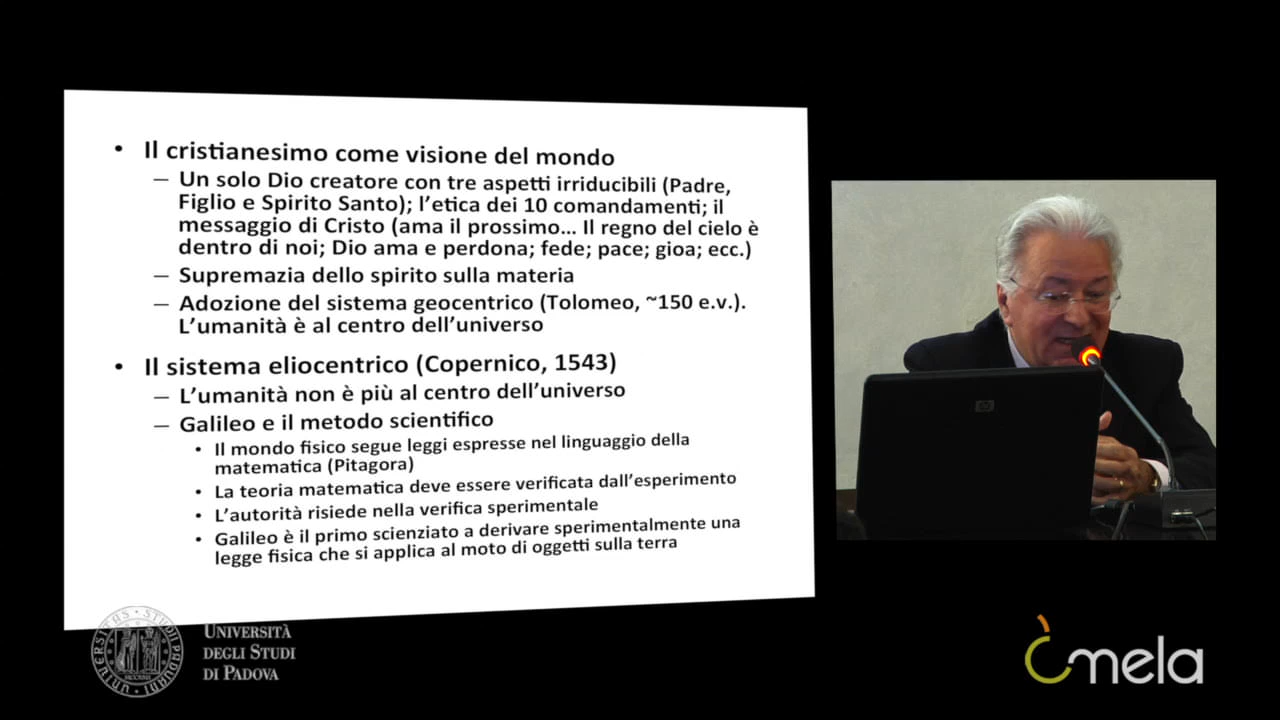 • Il cristianesimo come visione del mondo
– Un solo Dio creatore con tre aspetti irriducibili (Padre,
Figlio e Spirito Santo); l'etica dei 10 comandamenti; il
messaggio di Cristo (ama il prossimo... Il regno del cielo è
dentro di noi; Dio ama e perdona; fede; pace; gioa; ecc.)
– Supremazia dello spirito sulla materia
– Adozione del sistema geocentrico (Tolomeo, ~150 e.v.).
L'umanità è al centro dell'universo
• Il sistema eliocentrico (Copernico, 1543)
– L'umanità non è più al centro dell'universo
– Galileo e il metodo scientifico
• Il mondo fisico segue leggi espresse nel linguaggio della
matematica (Pitagora)
• La teoria matematica deve essere verificata dall'esperimento
• L'autorità risiede nella verifica sperimentale
• Galileo è il primo scienziato a derivare sperimentalmente una
legge fisica che si applica al moto di oggetti sulla terra
UNIVERSITÀ
DEGLI STUDI
DI PADOVA
mela
hp